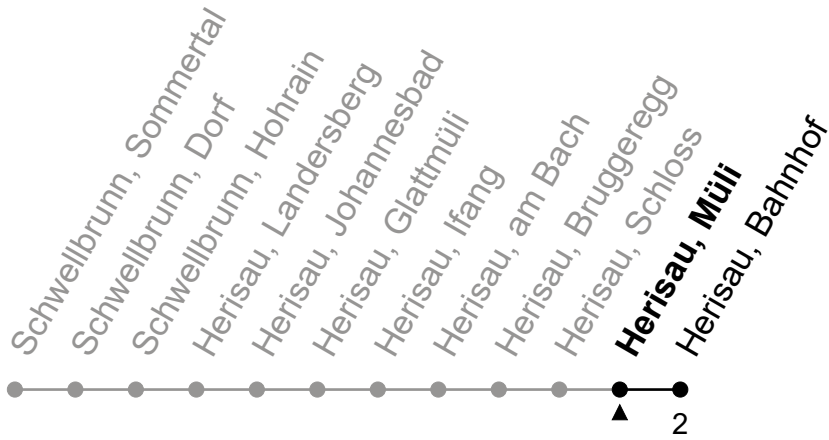 Schwellbrunn, Sommertal
Schwellbrunn, Dorf
Schwellbrunn, Hohrain
Herisau, Landersberg
Herisau, Johannesbad
Herisau, Glattmüli
Herisau, Ifang
Herisau, am Bach
Herisau, Bruggeregg
Herisau, Schloss
Herisau, Müli
Herisau, Bahnhof
2